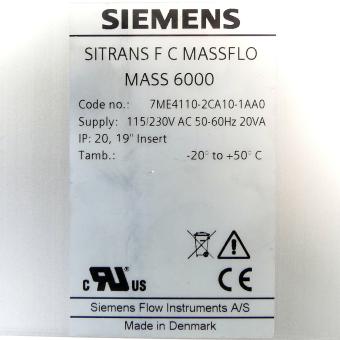 SIEMENS
SITRANS F C MASSFLO
MASS 6000
Code no.: 7ME4110-2CA10-1AA0
Supply: 115/230V AC 50-60Hz 20VA
IP: 20, 19" Insert
Tamb.: -20° to +50° C
C UR US CE
Siemens Flow Instruments A/S
Made in Denmark